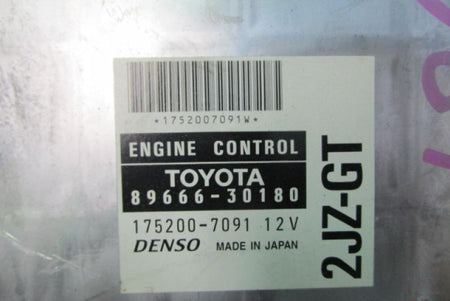 *1752007091W*
ENGINE CONTROL
TOYOTA
89666-30180
175200-7091 12V
DENSO MADE IN JAPAN
2JZ-GT